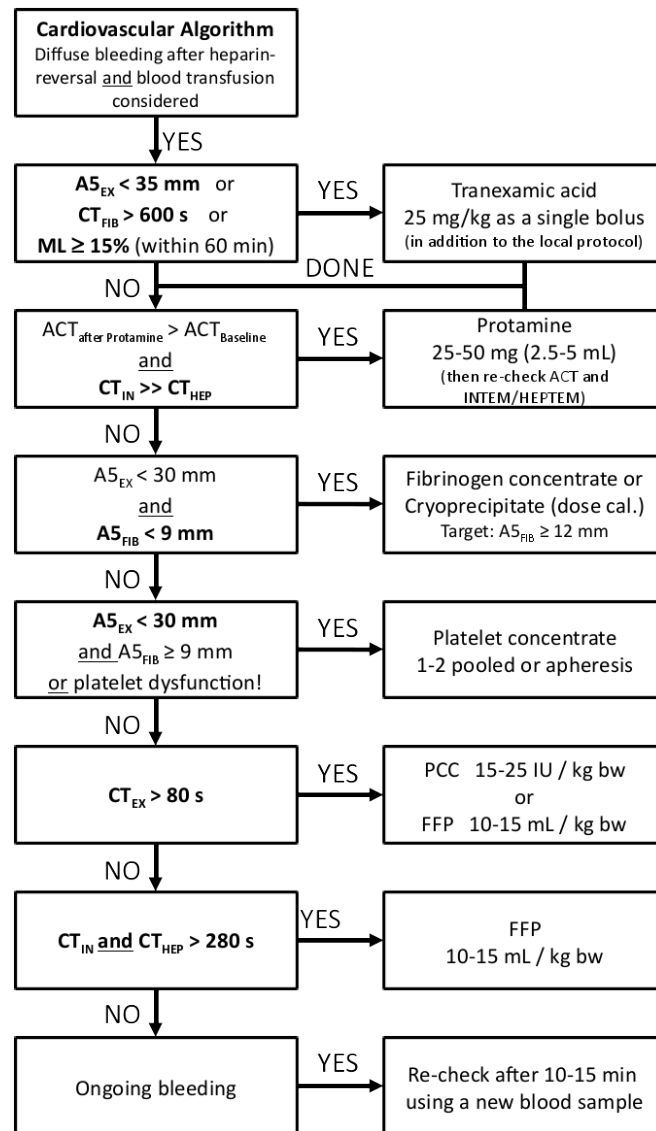 Cardiovascular Algorithm
Diffuse bleeding after heparin-
reversal and blood transfusion
considered
YES
A5EX < 35 mm or
CTFIB > 600 s or
ML ≥ 15% (within 60 min)
YES
Tranexamic acid
25 mg/kg as a single bolus
(in addition to the local protocol)
NO
DONE
ACTafter Protamine > ACTBaseline
and
CTIN >> CTHEP
YES
Protamine
25-50 mg (2.5-5 mL)
(then re-check ACT and
INTEM/HEPTEM)
NO
A5EX < 30 mm
and
A5FIB < 9 mm
YES
Fibrinogen concentrate or
Cryoprecipitate (dose cal.)
Target: A5FIB ≥ 12 mm
NO
A5EX < 30 mm
and A5FIB ≥ 9 mm
or platelet dysfunction!
YES
Platelet concentrate
1-2 pooled or apheresis
NO
CTEX > 80 s
YES
PCC 15-25 IU / kg bw
or
FFP 10-15 mL / kg bw
NO
CTIN and CTHEP > 280 s
YES
FFP
10-15 mL / kg bw
NO
Ongoing bleeding
YES
Re-check after 10-15 min
using a new blood sample